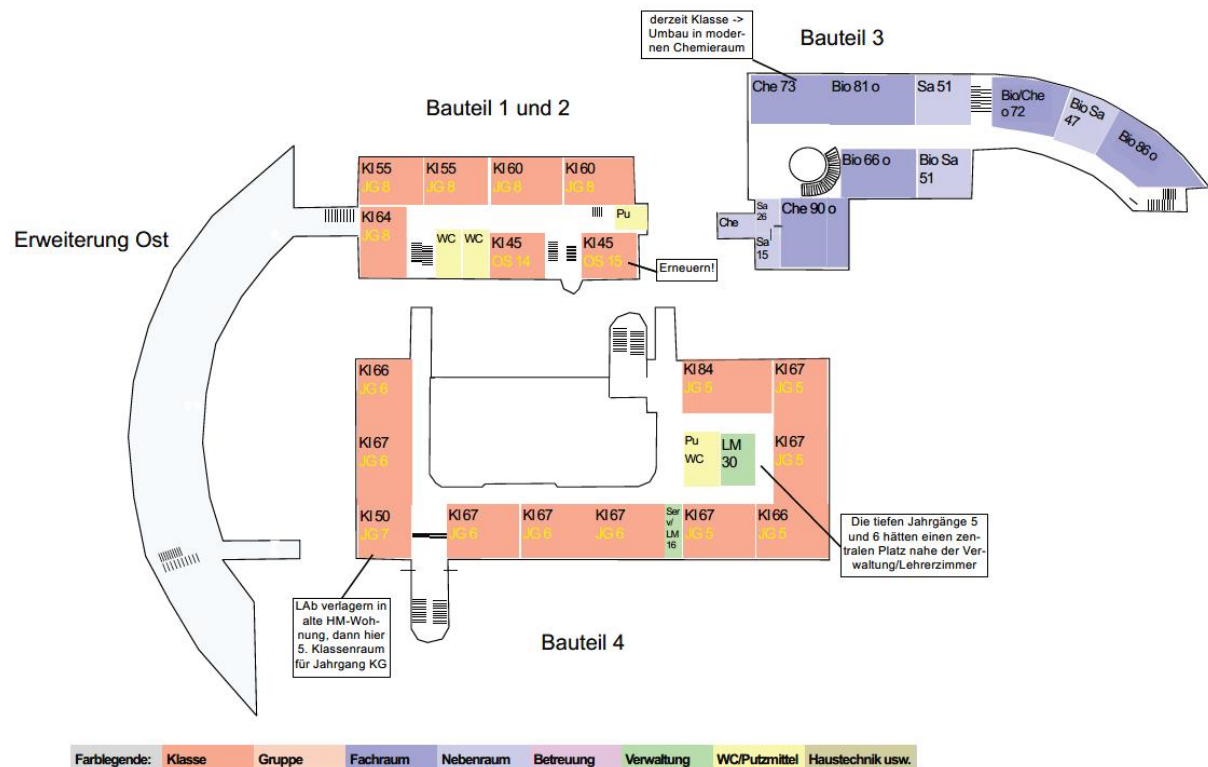 derzeit Klasse ->
Umbau in moder-
nen Chemieraum
Bauteil 3
Bauteil 1 und 2
Che 73
Bio 81 o
Sa 51
Bio/Che
o 72
Bio Sa
47
Bio 86 o
Bio 66 o
Bio Sa
51
Che
Sa
26
Sa
15
Che 90 o
Kl 55
JG 8
Kl 55
JG 8
Kl 60
JG 8
Kl 60
JG 8
Kl 64
JG 8
Pu
WC
WC
Kl 45
OS 14
Kl 45
OS 15
Erneuern!
Erweiterung Ost
Kl 66
JG 6
Kl 67
JG 6
Kl 50
JG 7
Kl 84
JG 5
Kl 67
JG 5
Kl 67
JG 5
Pu
WC
LM
30
Kl 67
JG 6
Kl 67
JG 6
Kl 67
JG 6
Ser
v/
LM
16
Kl 67
JG 5
Kl 66
JG 5
Die tiefen Jahrgänge 5
und 6 hätten einen zen-
tralen Platz nahe der Ver-
waltung/Lehrerzimmer
LAb verlagern in
alte HM-Woh-
nung, dann hier
5. Klassenraum
für Jahrgang KG
Bauteil 4
Farblegende: Klasse Gruppe Fachraum Nebenraum Betreuung Verwaltung WC/Putzmittel Haustechnik usw.